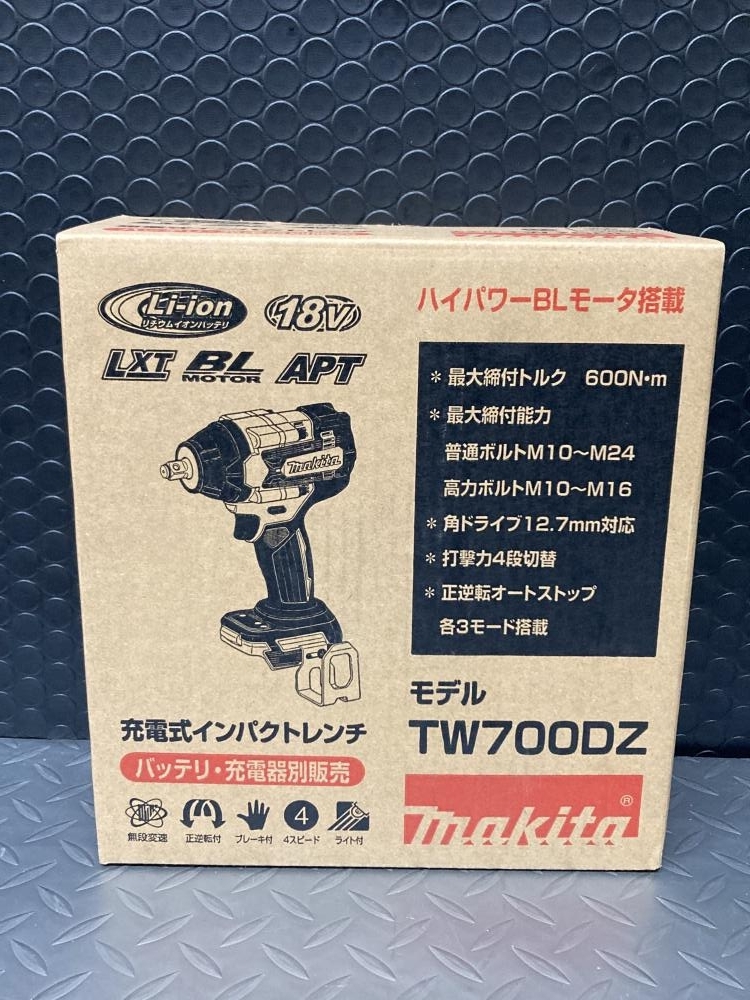 Li-ion
リチウムイオンバッテリ
18V
LXT BL MOTOR APT
makita
充電式インパクトレンチ
バッテリ・充電器別販売
無段変速
正逆転付
ブレーキ付
4
4スピード
ライト付
ハイパワーBLモータ搭載
＊最大締付トルク 600N・m
＊最大締付能力
普通ボルトM10〜M24
高力ボルトM10〜M16
＊角ドライブ12.7mm対応
＊打撃力4段切替
＊正逆転オートストップ
各3モード搭載
モデル
TW700DZ
makita®